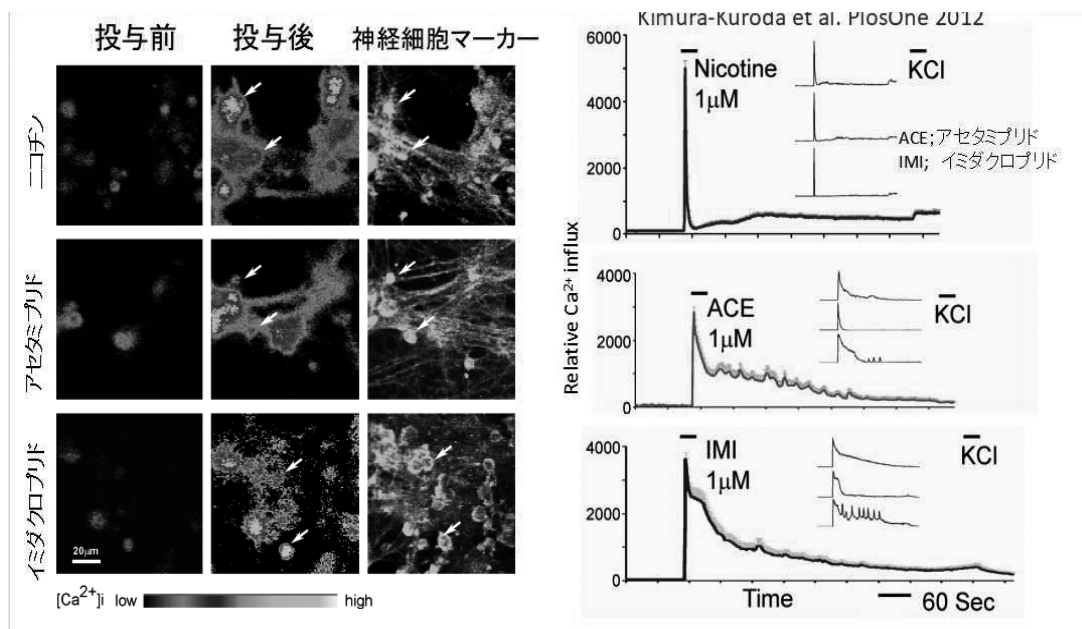 投与前
投与後
神経細胞マーカー
ニコチン
アセタミプリド
イミダクロプリド
20μm
[Ca²⁺]i low high
Kimura-Kuroda et al. PlosOne 2012
Relative Ca²⁺ influx
6000
4000
2000
0
Nicotine
1μM
KCl
ACE;アセタミプリド
IMI; イミダクロプリド
4000
2000
0
ACE
1μM
KCl
4000
2000
0
IMI
1μM
KCl
Time
60 Sec